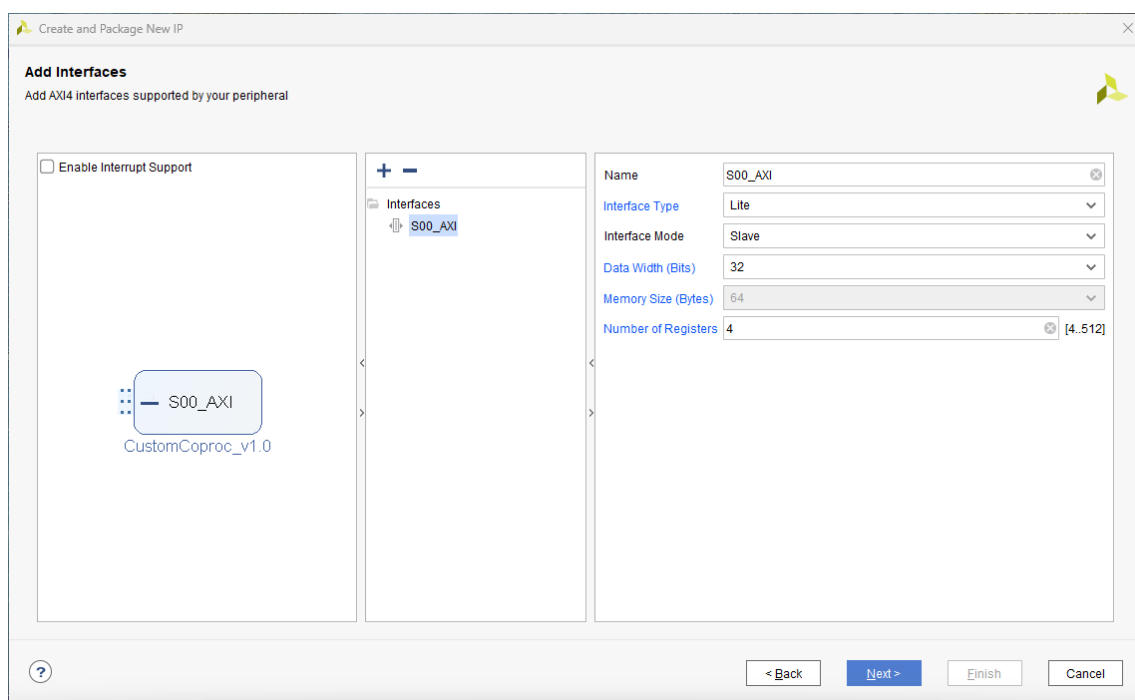 Create and Package New IP
Add Interfaces
Add AXI4 interfaces supported by your peripheral
Enable Interrupt Support
S00_AXI
CustomCoproc_v1.0
Interfaces
S00_AXI
Name S00_AXI
Interface Type Lite
Interface Mode Slave
Data Width (Bits) 32
Memory Size (Bytes) 64
Number of Registers 4 [4..512]
? < Back Next > Finish Cancel